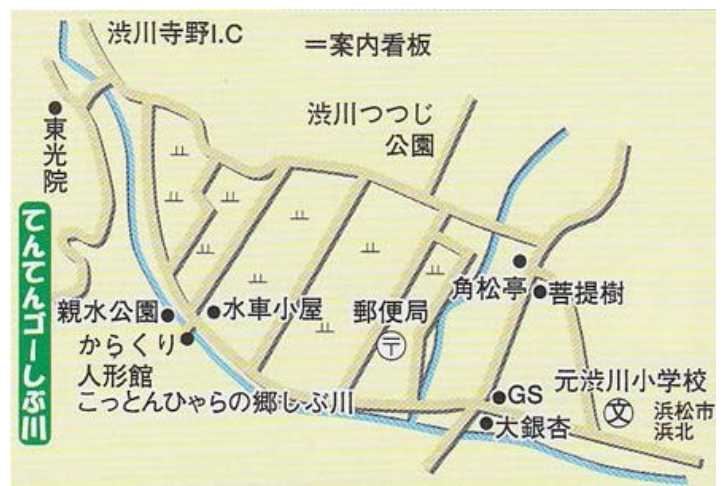 渋川寺野I.C
=案内看板
渋川つつじ
公園
東光院
てんてんゴーしぶ川
角松亭
菩提樹
親水公園
水車小屋
郵便局
〒
からくり
人形館
こっとんひゃらの郷しぶ川
GS
元渋川小学校
文
浜松市
浜北
大銀杏